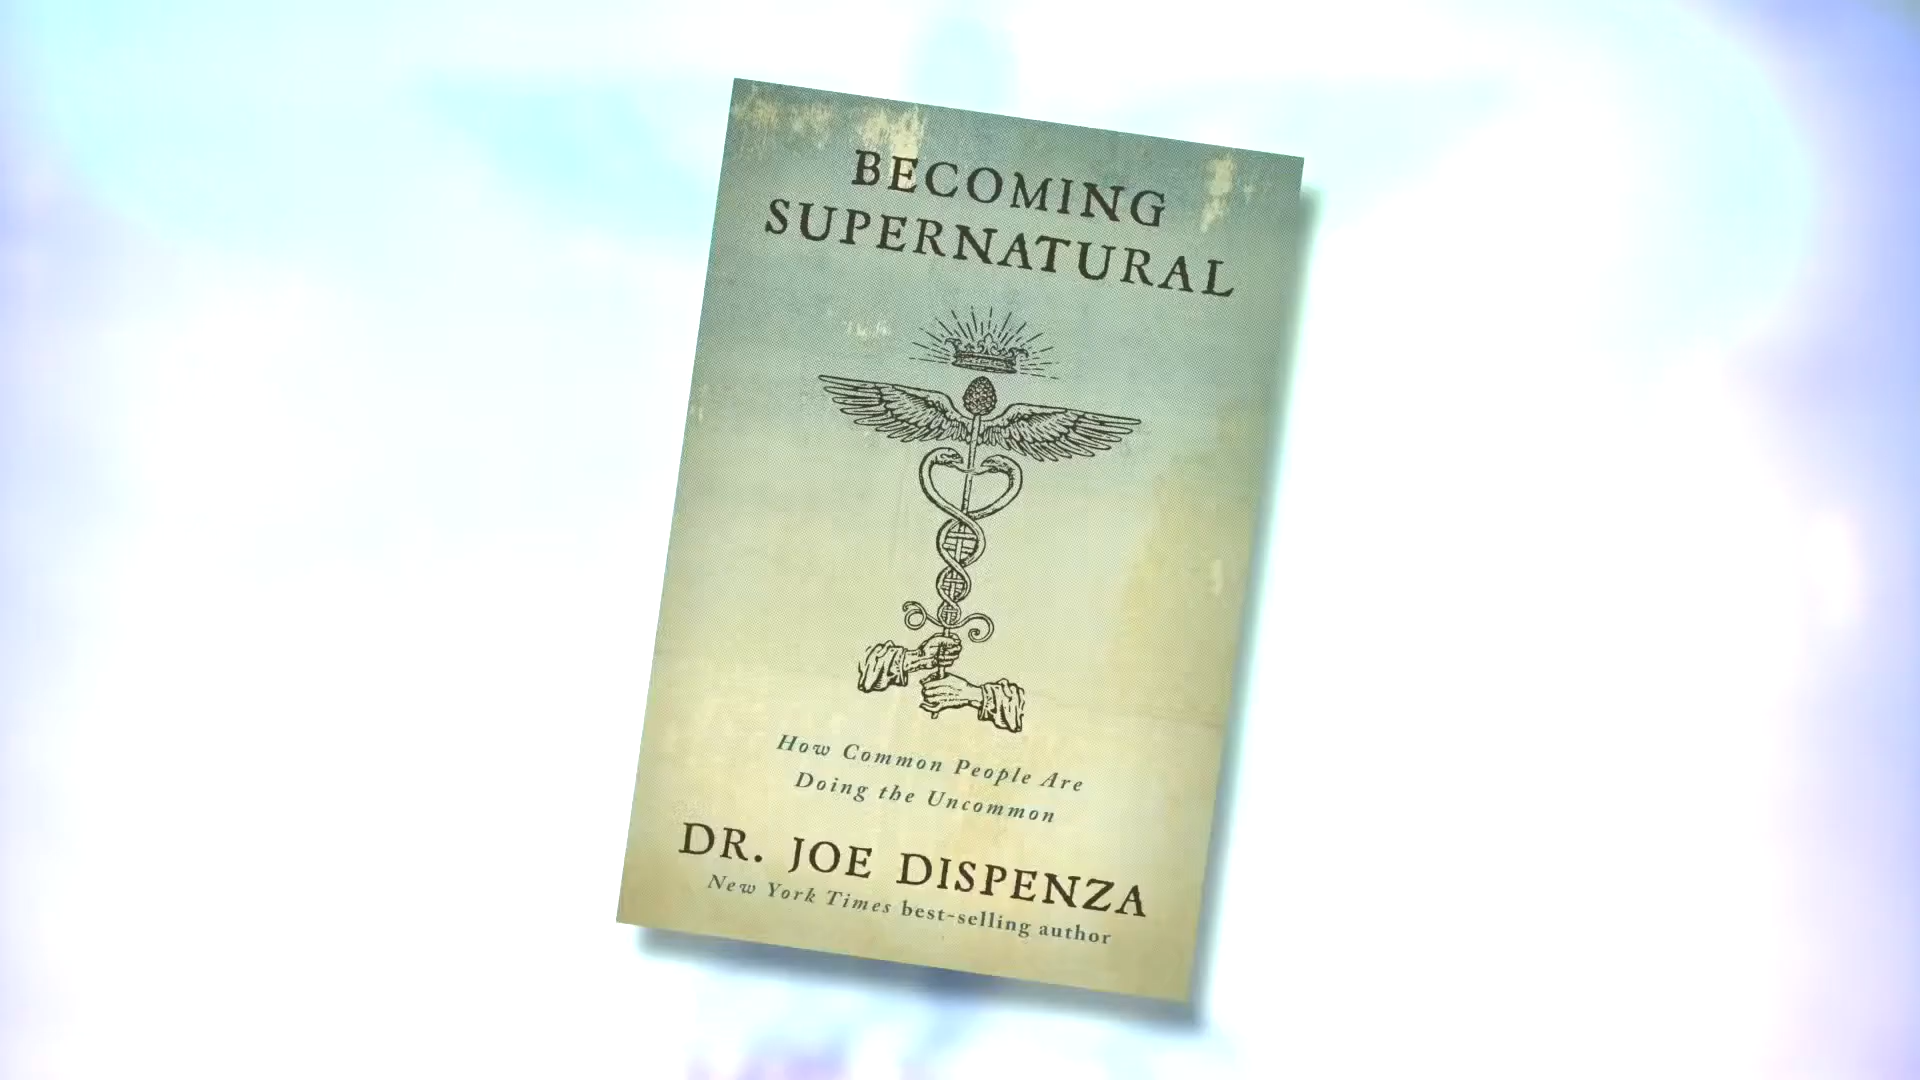 BECOMING
SUPERNATURAL
How Common People Are
Doing the Uncommon
DR. JOE DISPENZA
New York Times best-selling author